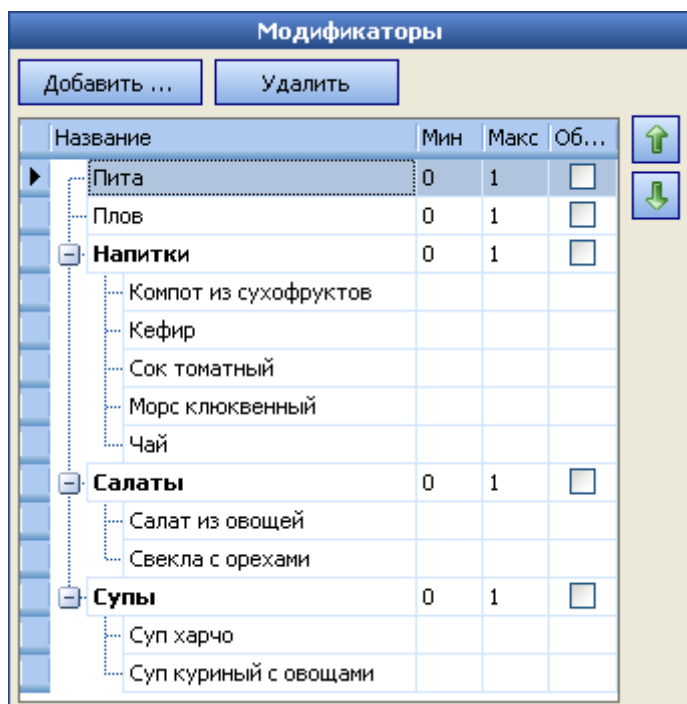 Модификаторы
Добавить ... Удалить
Название Мин Макс Об...
Пита 0 1
Плов 0 1
Напитки 0 1
Компот из сухофруктов
Кефир
Сок томатный
Морс клюквенный
Чай
Салаты 0 1
Салат из овощей
Свекла с орехами
Супы 0 1
Суп харчо
Суп куриный с овощами